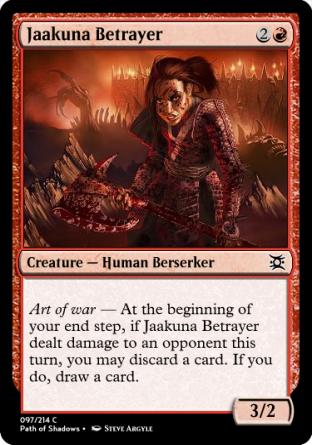 Jaakuna Betrayer 2
Creature — Human Berserker
Art of war — At the beginning of
your end step, if Jaakuna Betrayer
dealt damage to an opponent this
turn, you may discard a card. If you
do, draw a card.
3/2
097/214 C
Path of Shadows • Steve Argyle